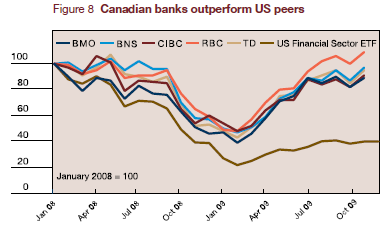 Figure 8 Canadian banks outperform US peers
BMO BNS CIBC RBC TD US Financial Sector ETF
100
80
60
40
20
0
January 2008 = 100
Jan 08 Apr 08 Jul 08 Oct 08 Jan 09 Apr 09 Jul 09 Oct 09